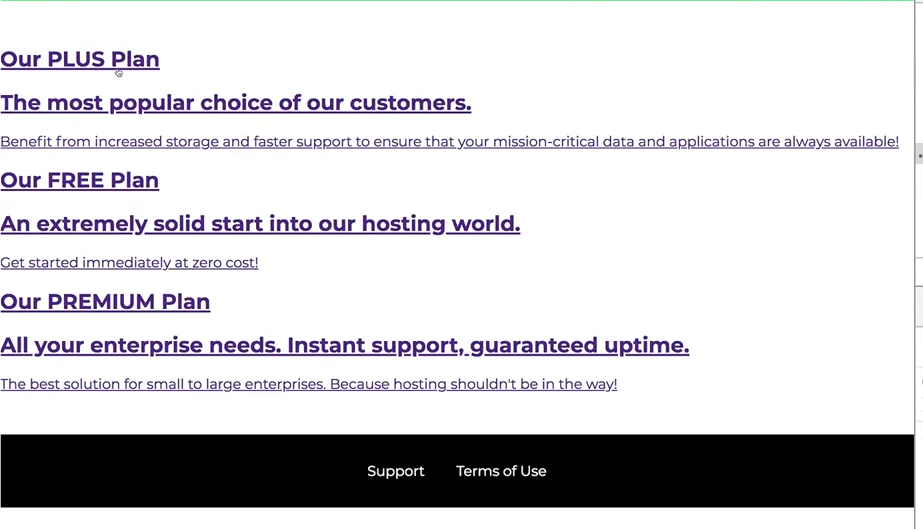 Our PLUS Plan
The most popular choice of our customers.
Benefit from increased storage and faster support to ensure that your mission-critical data and applications are always available!
Our FREE Plan
An extremely solid start into our hosting world.
Get started immediately at zero cost!
Our PREMIUM Plan
All your enterprise needs. Instant support, guaranteed uptime.
The best solution for small to large enterprises. Because hosting shouldn't be in the way!
Support Terms of Use